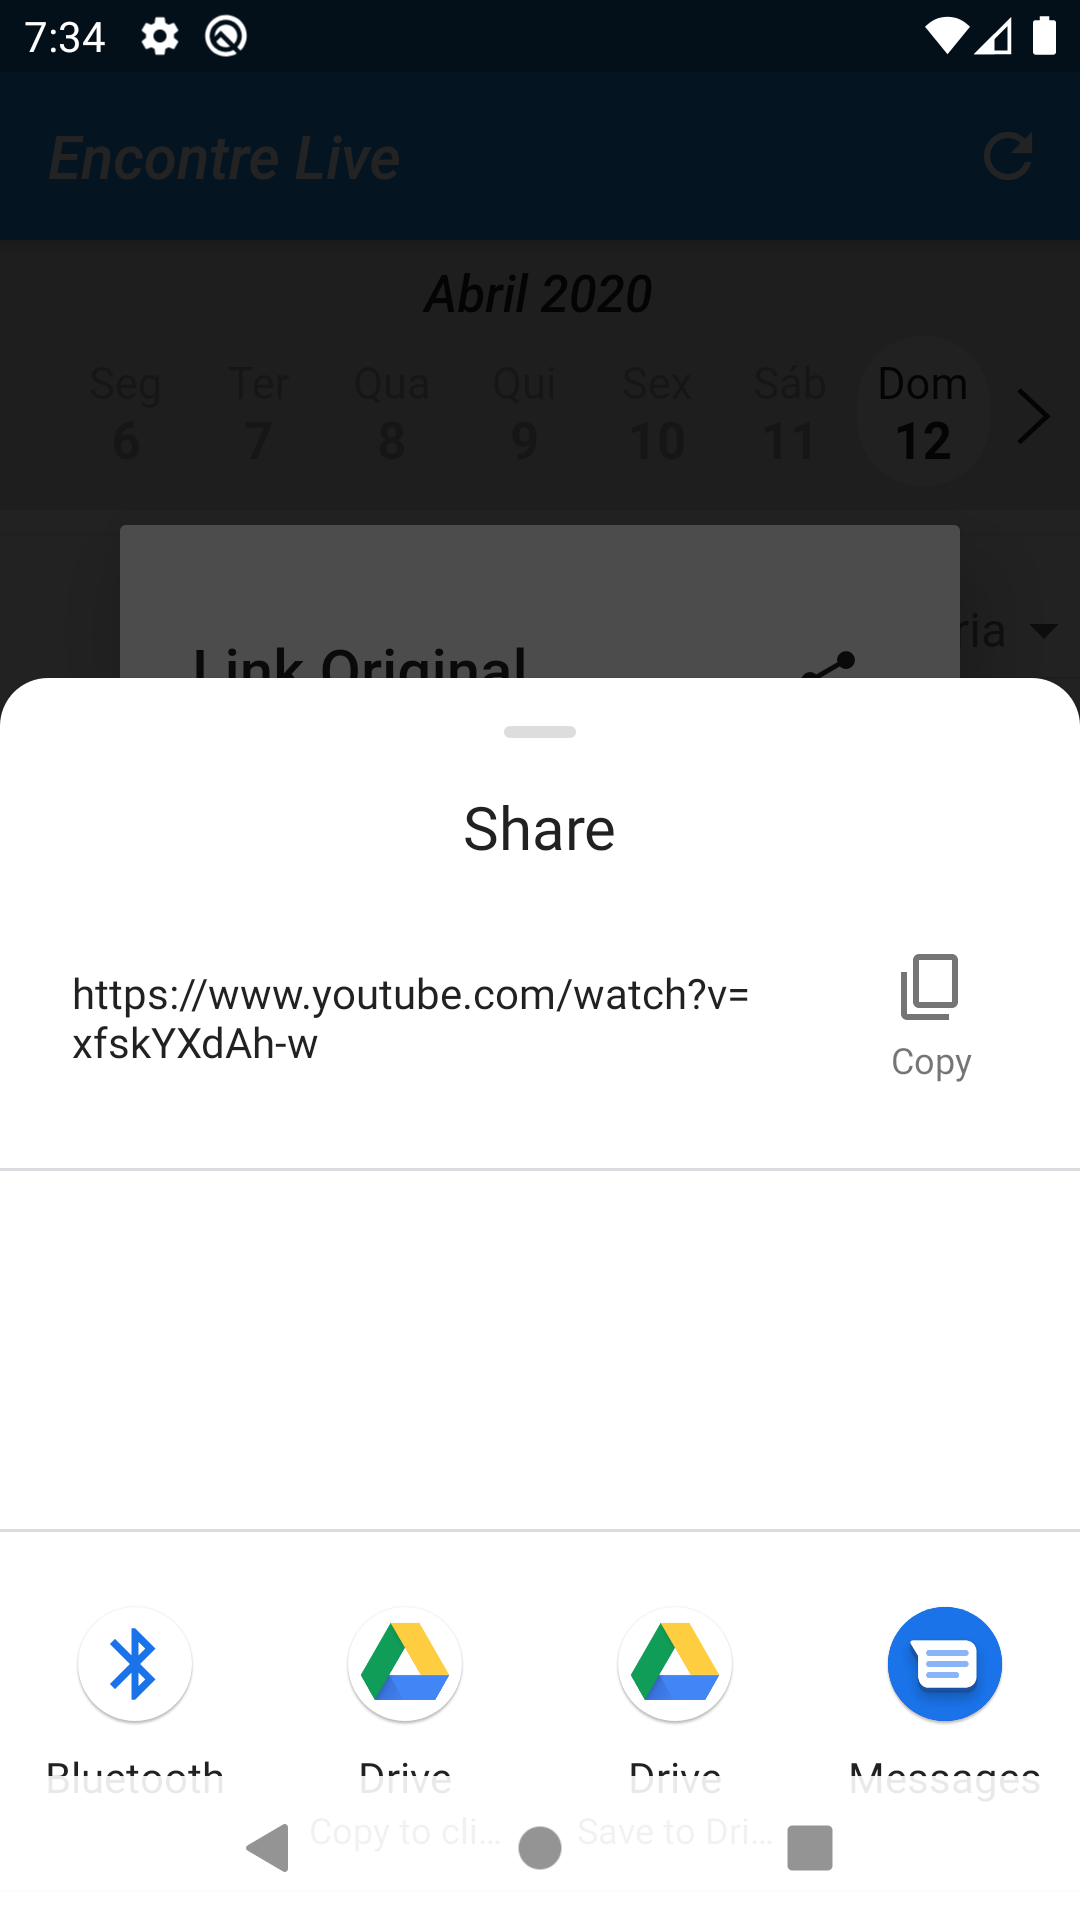 7:34
Encontre Live
Abril 2020
Seg Ter Qua Qui Sex Sáb Dom
6 7 8 9 10 11 12
ria
Link Original
Share
https://www.youtube.com/watch?v=
xfskYXdAh-w
Copy
Bluetooth Drive Drive Messages
Copy to cli... Save to Dri...